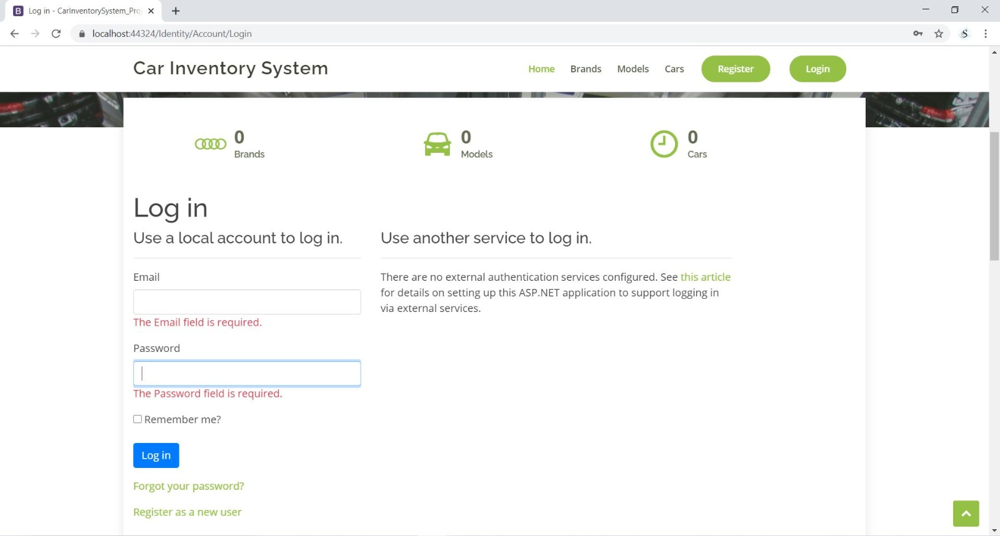 Log in - CarInventorySystem_Pro
localhost:44324/Identity/Account/Login
Car Inventory System
Home Brands Models Cars Register Login
0 0 0
Brands Models Cars
Log in
Use a local account to log in.
Email
The Email field is required.
Password
The Password field is required.
Remember me?
Log in
Forgot your password?
Register as a new user
Use another service to log in.
There are no external authentication services configured. See this article
for details on setting up this ASP.NET application to support logging in
via external services.